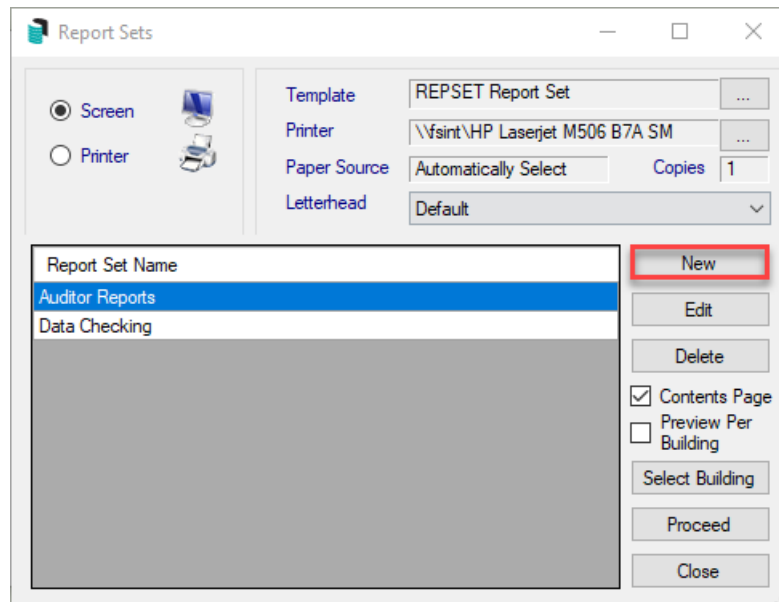 Report Sets
Screen
Printer
Template
REPSET Report Set
...
Printer
\\fsint\HP Laserjet M506 B7A SM
...
Paper Source
Automatically Select
Copies
1
Letterhead
Default
Report Set Name
Auditor Reports
Data Checking
New
Edit
Delete
Contents Page
Preview Per
Building
Select Building
Proceed
Close